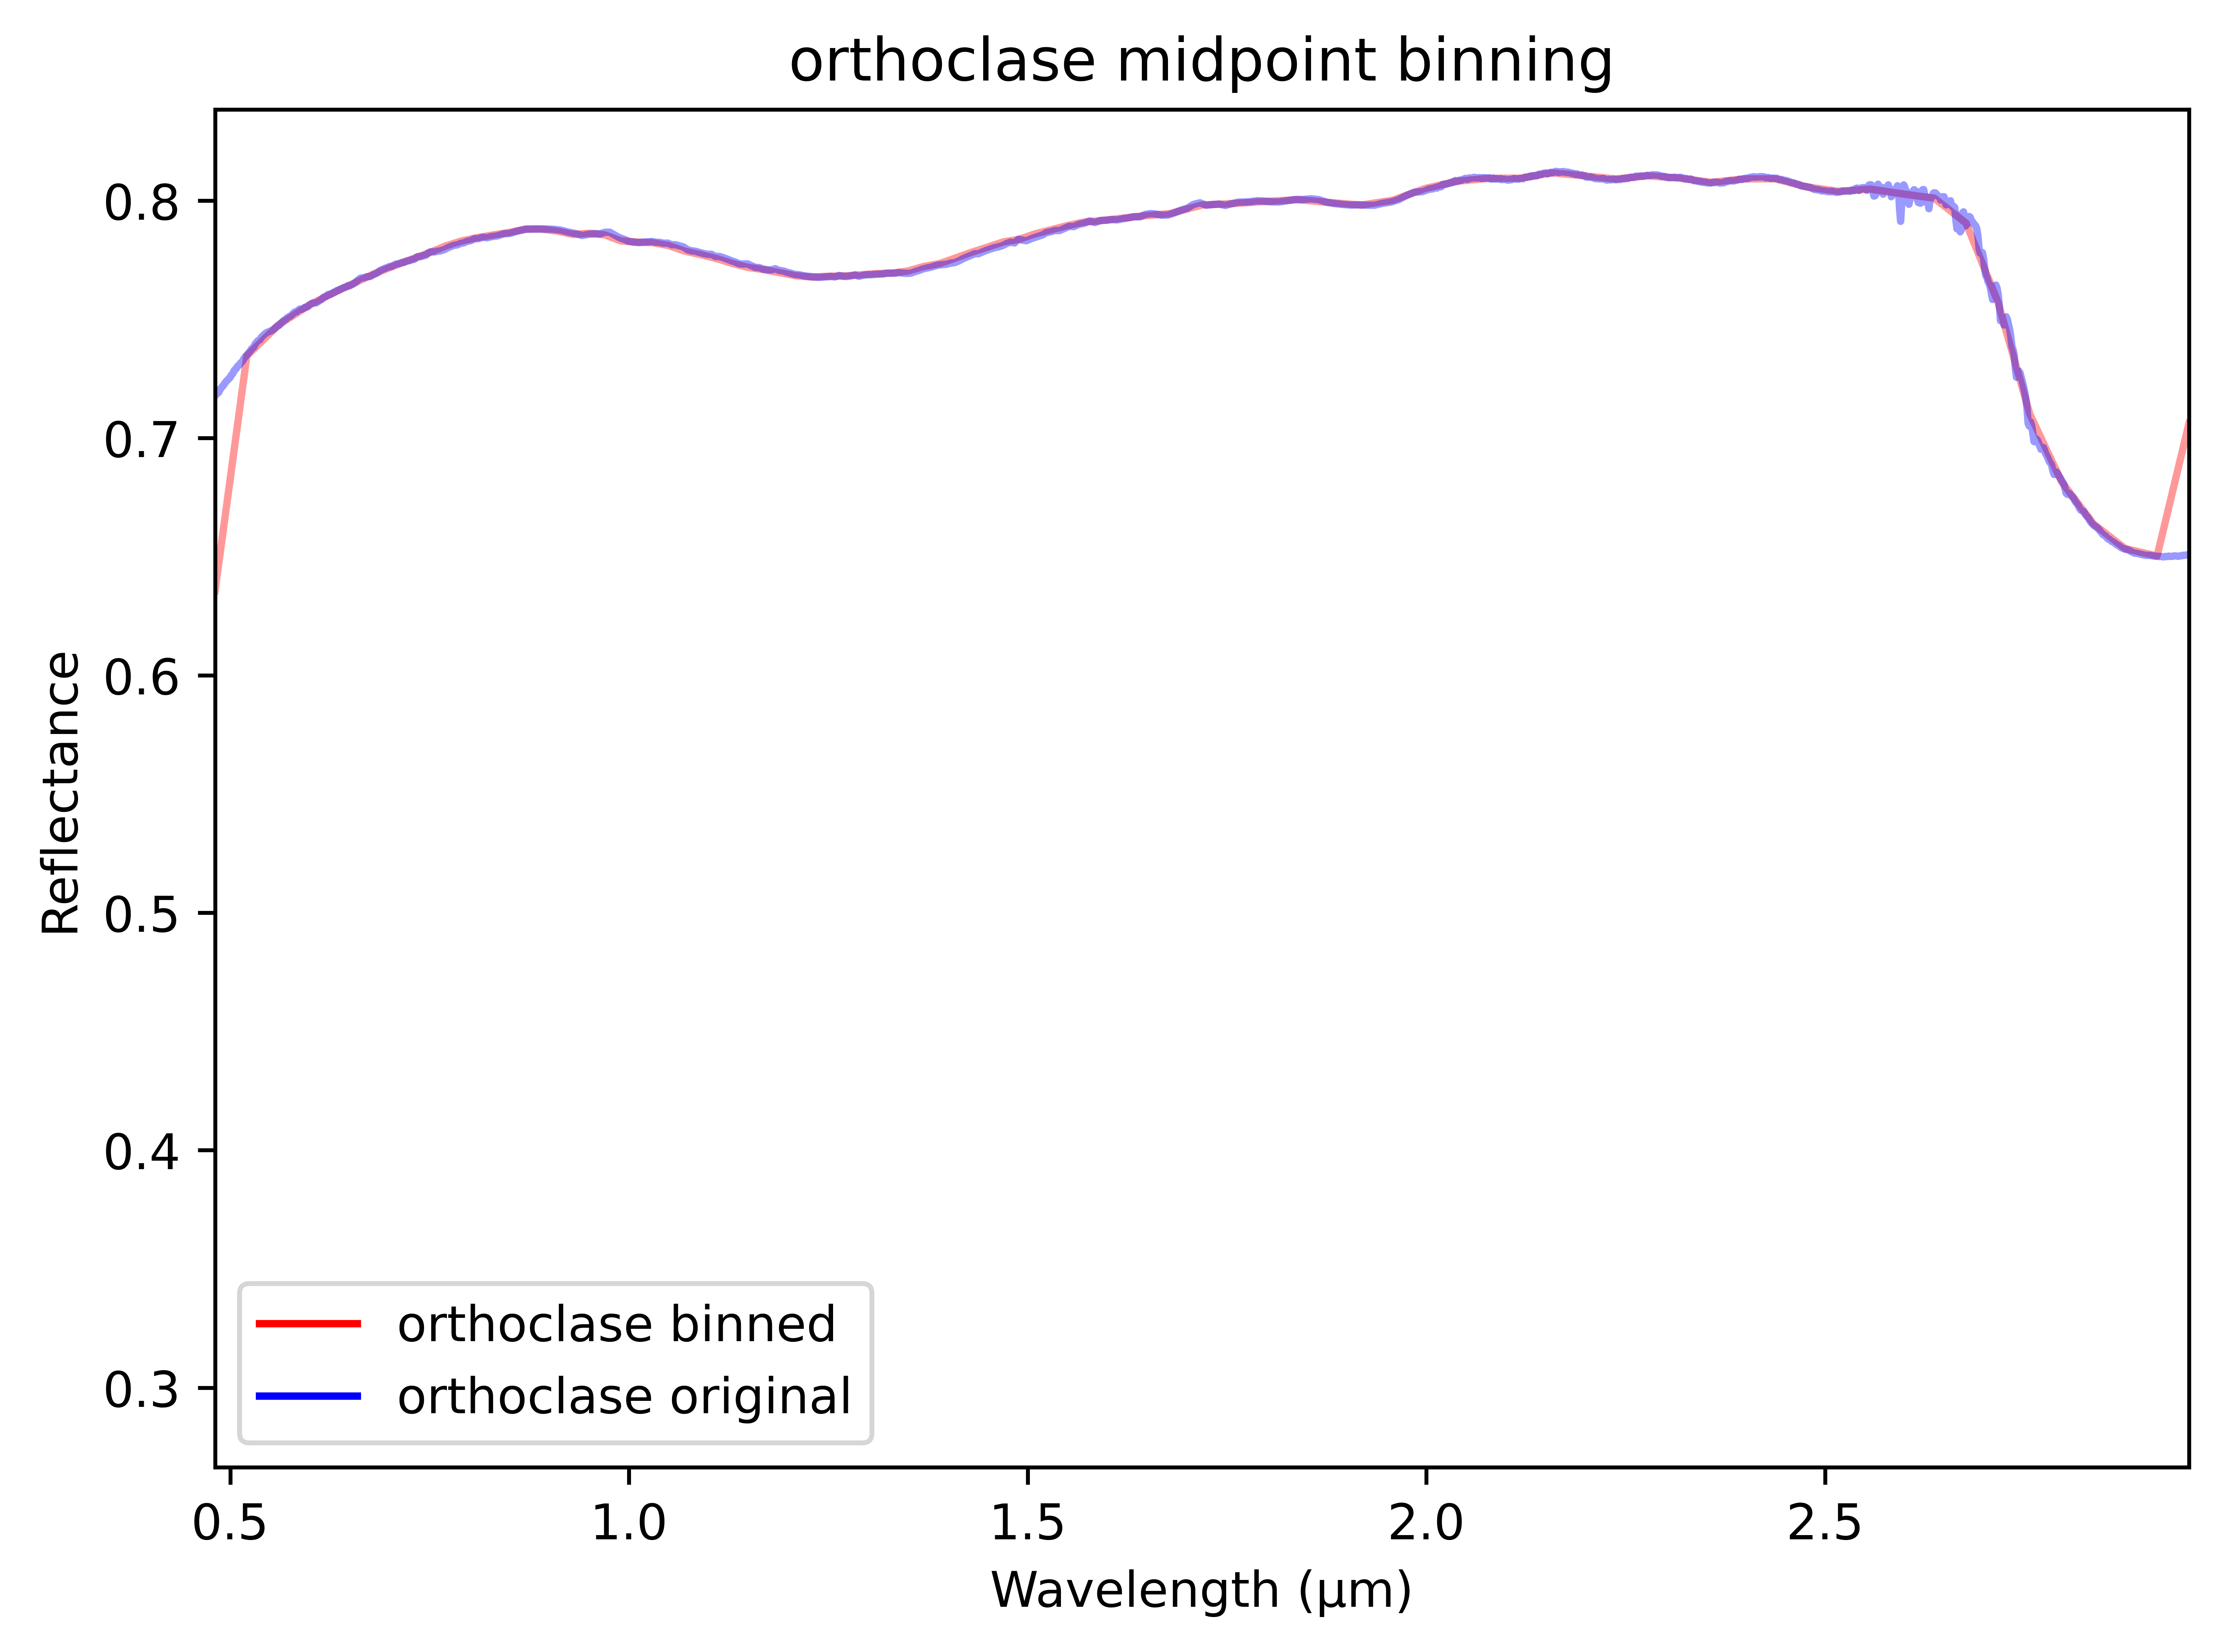 orthoclase midpoint binning
0.8
0.7
0.6
0.5
0.4
0.3
Reflectance
orthoclase binned
orthoclase original
0.5 1.0 1.5 2.0 2.5
Wavelength (μm)